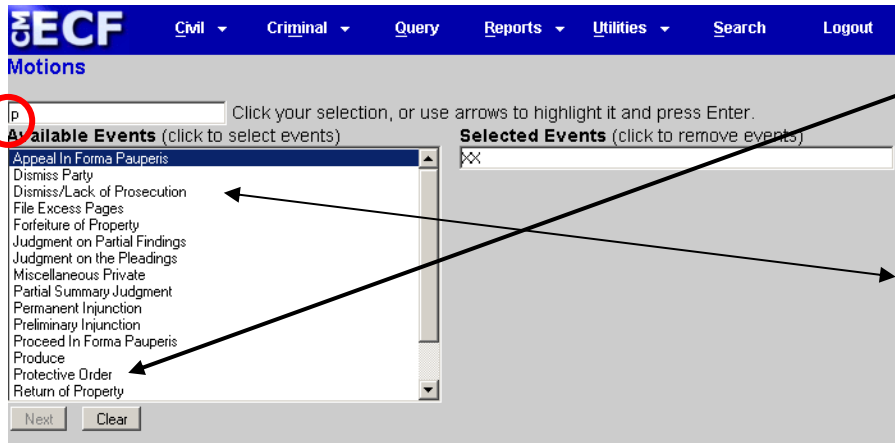 CM ECF Civil Criminal Query Reports Utilities Search Logout
Motions
p Click your selection, or use arrows to highlight it and press Enter.
Available Events (click to select events) Selected Events (click to remove events)
Appeal In Forma Pauperis
XX
Dismiss Party
Dismiss/Lack of Prosecution
File Excess Pages
Forfeiture of Property
Judgment on Partial Findings
Judgment on the Pleadings
Miscellaneous Private
Partial Summary Judgment
Permanent Injunction
Preliminary Injunction
Proceed In Forma Pauperis
Produce
Protective Order
Return of Property
Next Clear